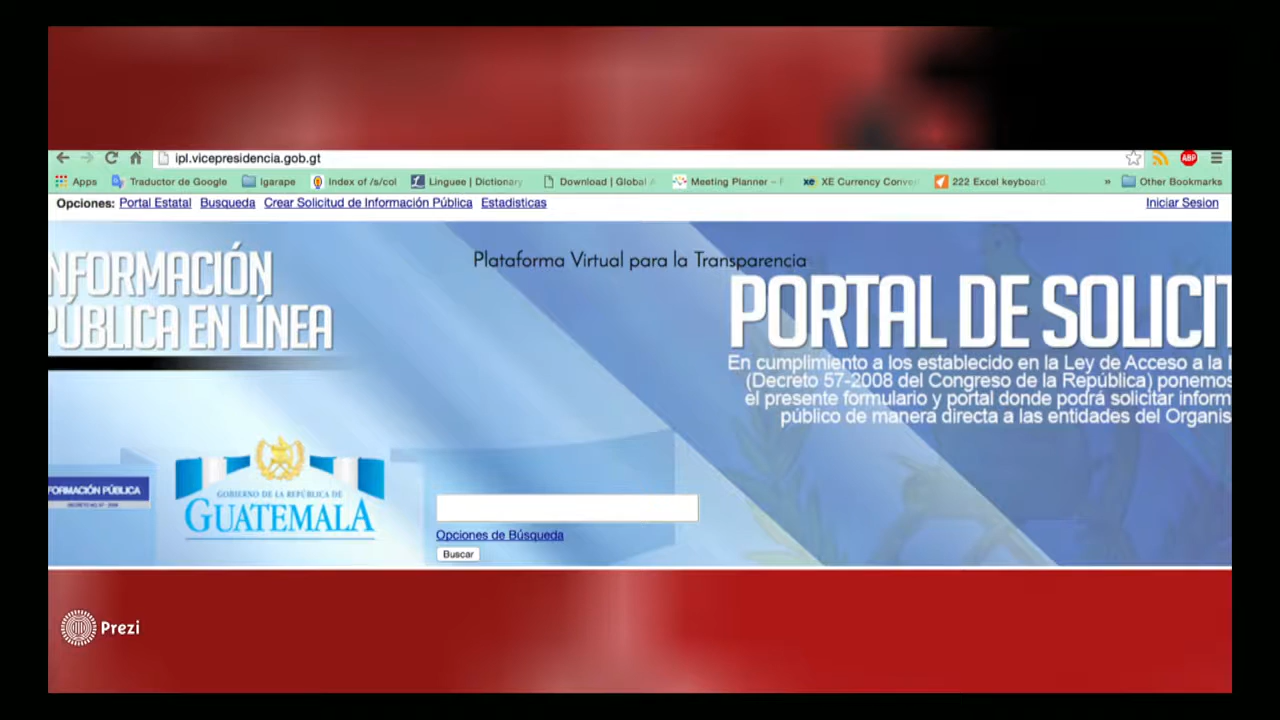 ipl.vicepresidencia.gob.gt
Apps Traductor de Google Igarape Index of /s/col Linguee | Dictionary Download | Global Meeting Planner XE Currency Conver 222 Excel keyboard » Other Bookmarks
Opciones: Portal Estatal Busqueda Crear Solicitud de Información Pública Estadisticas Iniciar Sesion
Plataforma Virtual para la Transparencia
NFORMACIÓN
PÚBLICA EN LÍNEA
PORTAL DE SOLICIT
En cumplimiento a los establecido en la Ley de Acceso a la
(Decreto 57-2008 del Congreso de la República) ponemos
el presente formulario y portal donde podrá solicitar inform
público de manera directa a las entidades del Organis
FORMACIÓN PÚBLICA
GOBIERNO DE LA REPÚBLICA DE
GUATEMALA
Opciones de Búsqueda
Buscar
Prezi
ABP